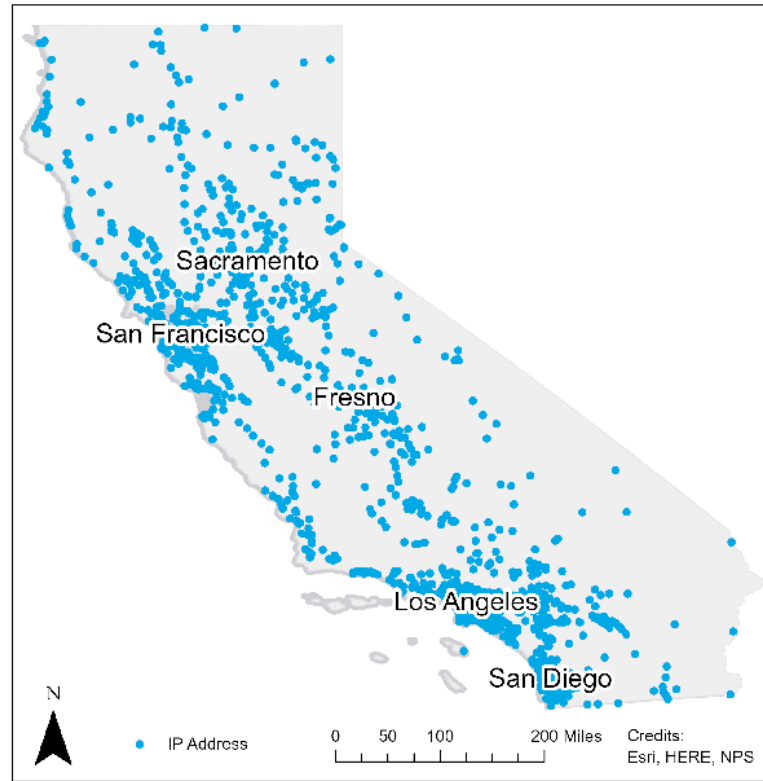 Sacramento
San Francisco
Fresno
Los Angeles
San Diego
N
IP Address
0 50 100 200 Miles
Credits:
Esri, HERE, NPS